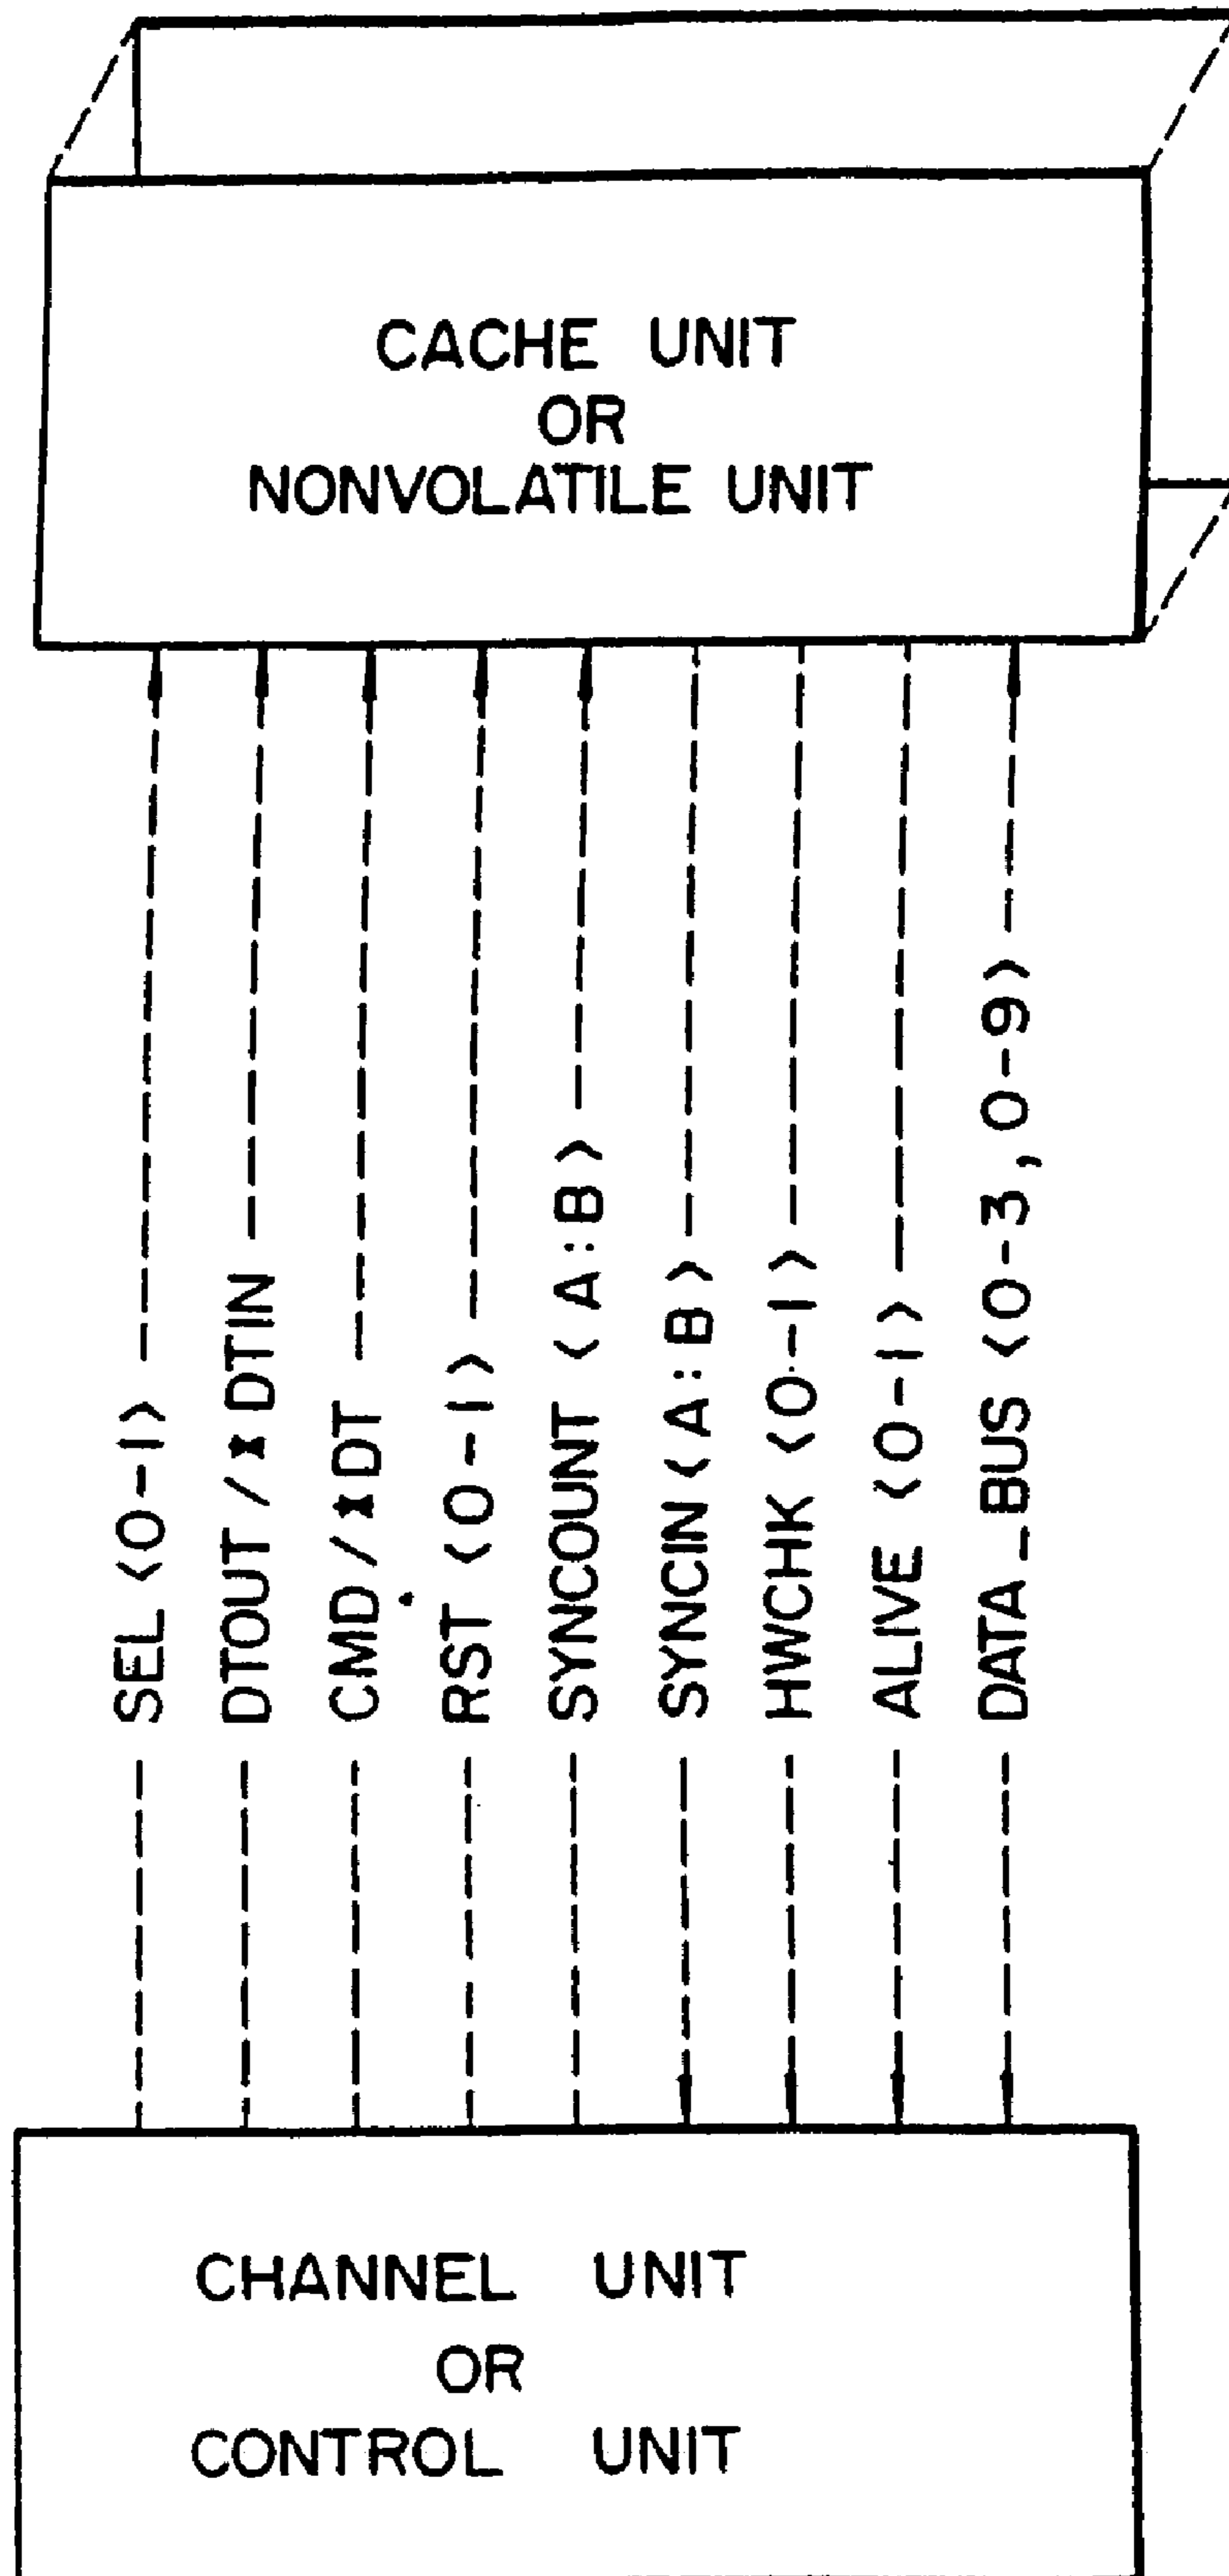 CACHE UNIT
OR
NONVOLATILE UNIT
SEL <0-1>
DTOUT/*DTIN
CMD/*DT
RST <0-1>
SYNCOUNT <A:B>
SYNCIN <A:B>
HWCHK <0-1>
ALIVE <0-1>
DATA_BUS <0-3,0-9>
CHANNEL UNIT
OR
CONTROL UNIT